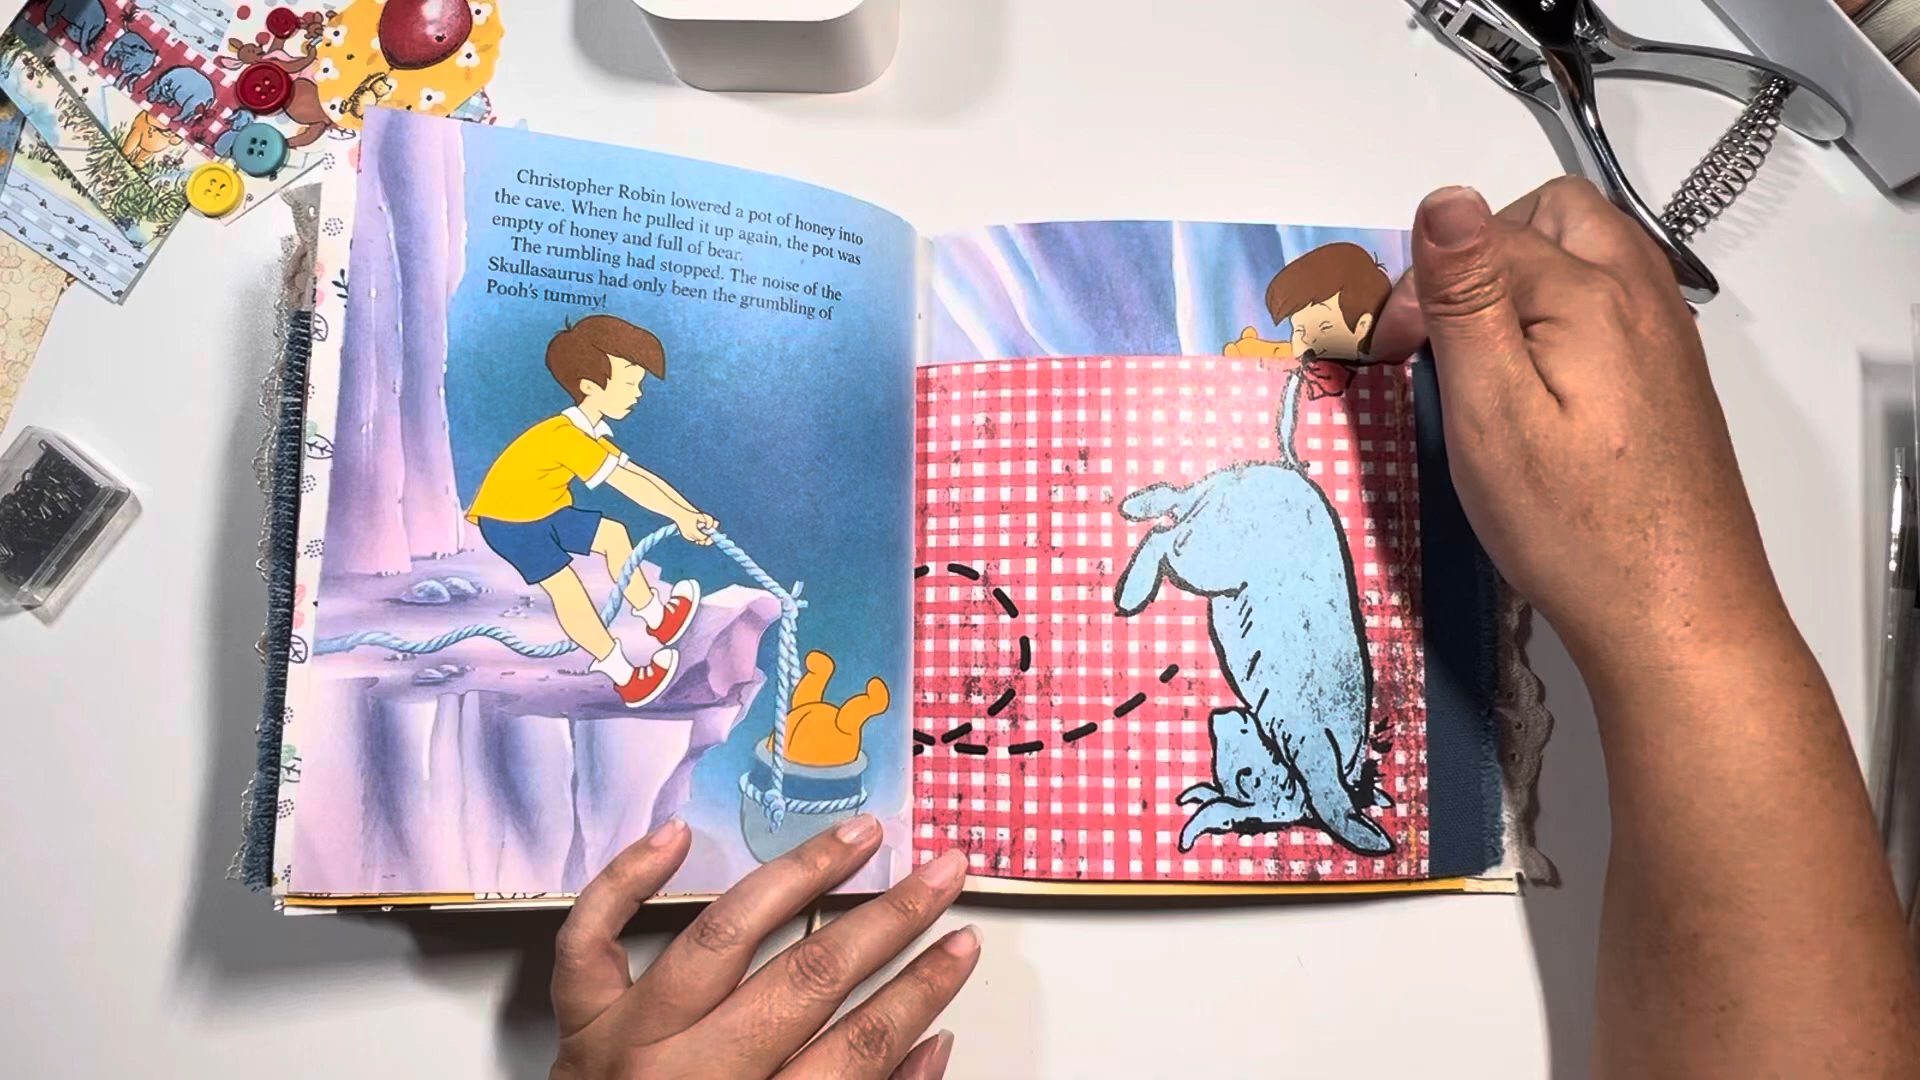 Christopher Robin lowered a pot of honey into
the cave. When he pulled it up again, the pot was
empty of honey and full of bear.
The rumbling had stopped. The noise of the
Skullasaurus had only been the grumbling of
Pooh's tummy!